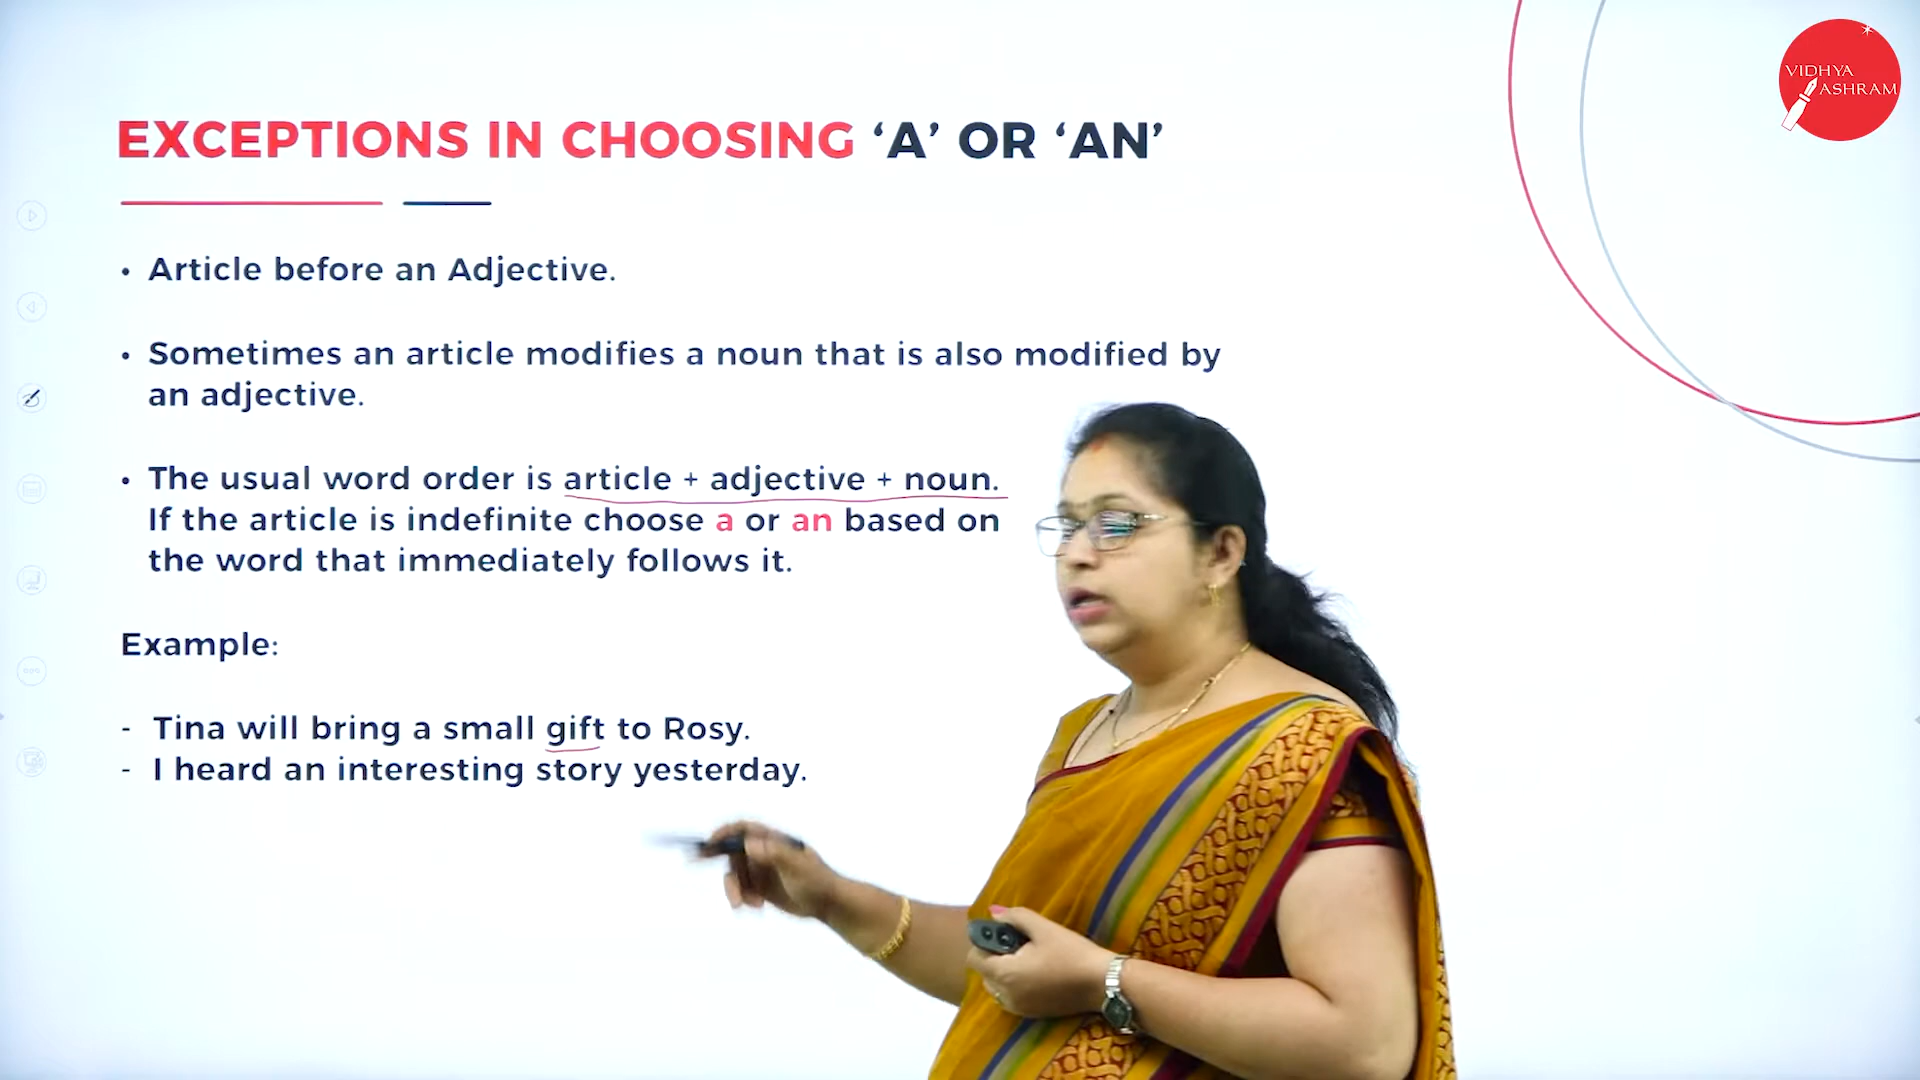 VIDHYA
ASHRAM
EXCEPTIONS IN CHOOSING ‘A’ OR ‘AN’
• Article before an Adjective.
• Sometimes an article modifies a noun that is also modified by
an adjective.
• The usual word order is article + adjective + noun.
If the article is indefinite choose a or an based on
the word that immediately follows it.
Example:
- Tina will bring a small gift to Rosy.
- I heard an interesting story yesterday.